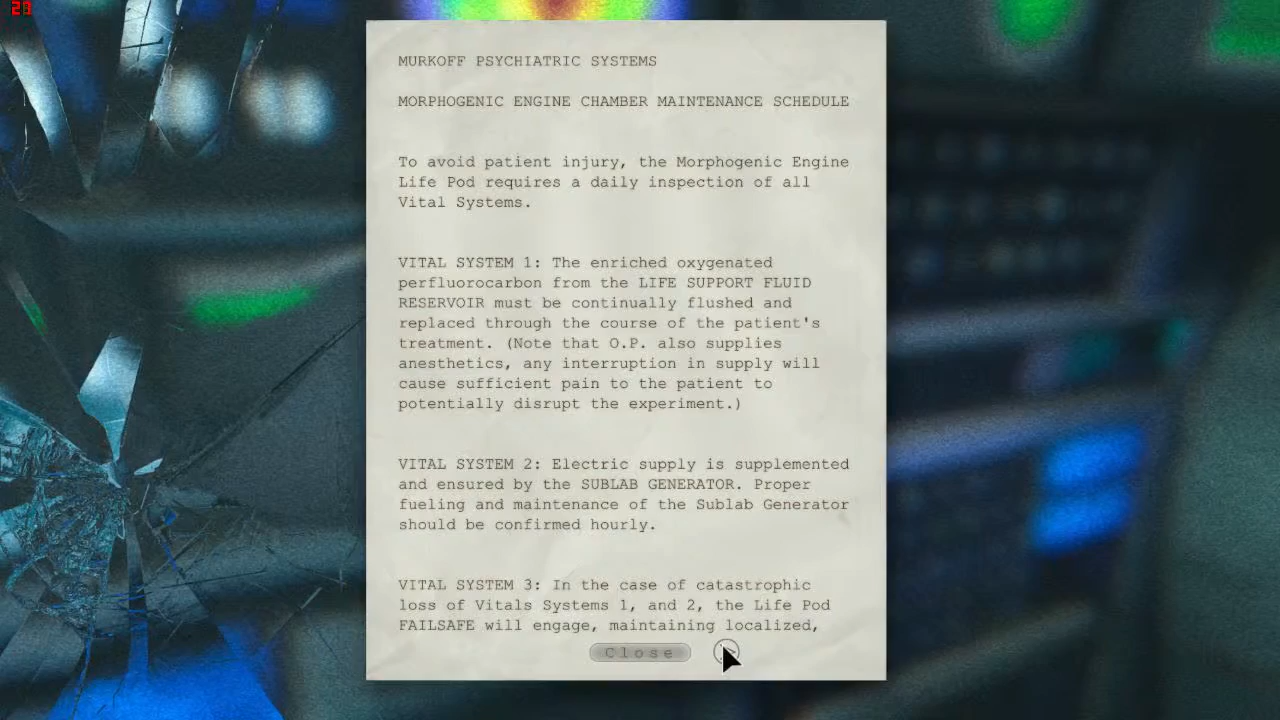 20
MURKOFF PSYCHIATRIC SYSTEMS
MORPHOGENIC ENGINE CHAMBER MAINTENANCE SCHEDULE
To avoid patient injury, the Morphogenic Engine
Life Pod requires a daily inspection of all
Vital Systems.
VITAL SYSTEM 1: The enriched oxygenated
perfluorocarbon from the LIFE SUPPORT FLUID
RESERVOIR must be continually flushed and
replaced through the course of the patient's
treatment. (Note that O.P. also supplies
anesthetics, any interruption in supply will
cause sufficient pain to the patient to
potentially disrupt the experiment.)
VITAL SYSTEM 2: Electric supply is supplemented
and ensured by the SUBLAB GENERATOR. Proper
fueling and maintenance of the Sublab Generator
should be confirmed hourly.
VITAL SYSTEM 3: In the case of catastrophic
loss of Vitals Systems 1, and 2, the Life Pod
FAILSAFE will engage, maintaining localized,
Close